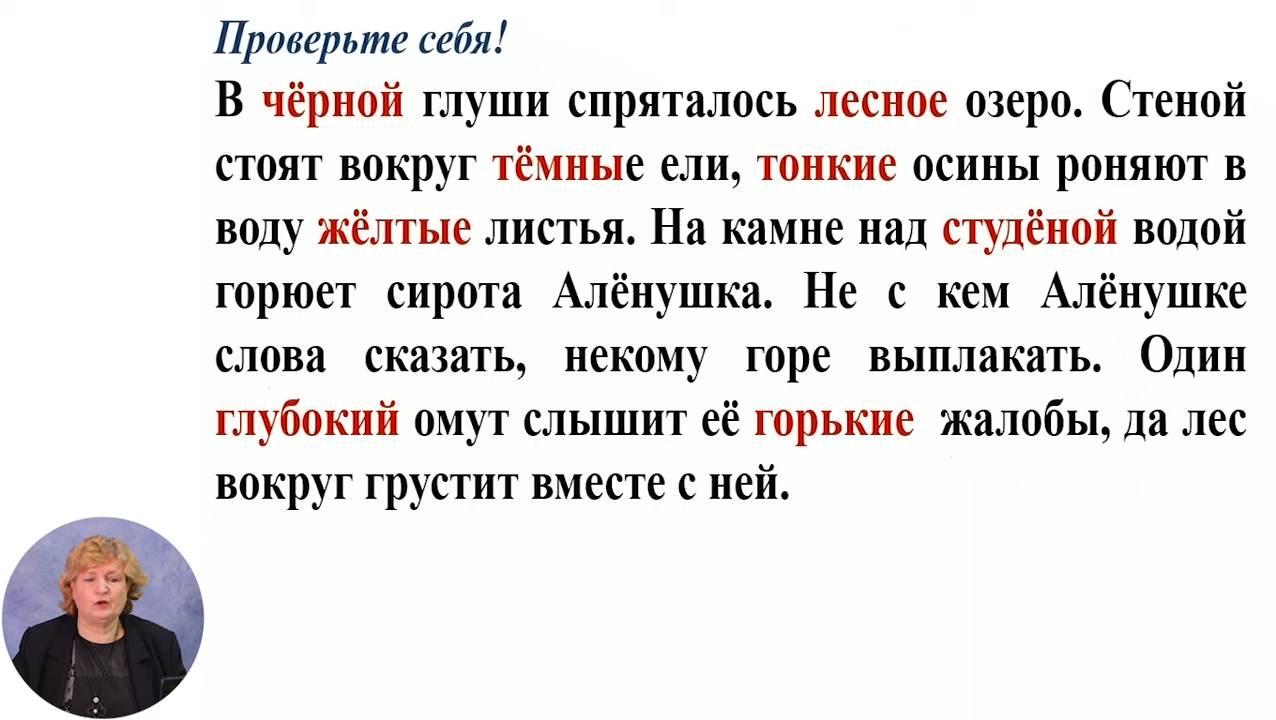 Проверьте себя!
В чёрной глуши спряталось лесное озеро. Стеной
стоят вокруг тёмные ели, тонкие осины роняют в
воду жёлтые листья. На камне над студёной водой
горюет сирота Алёнушка. Не с кем Алёнушке
слова сказать, некому горе выплакать. Один
глубокий омут слышит её горькие жалобы, да лес
вокруг грустит вместе с ней.